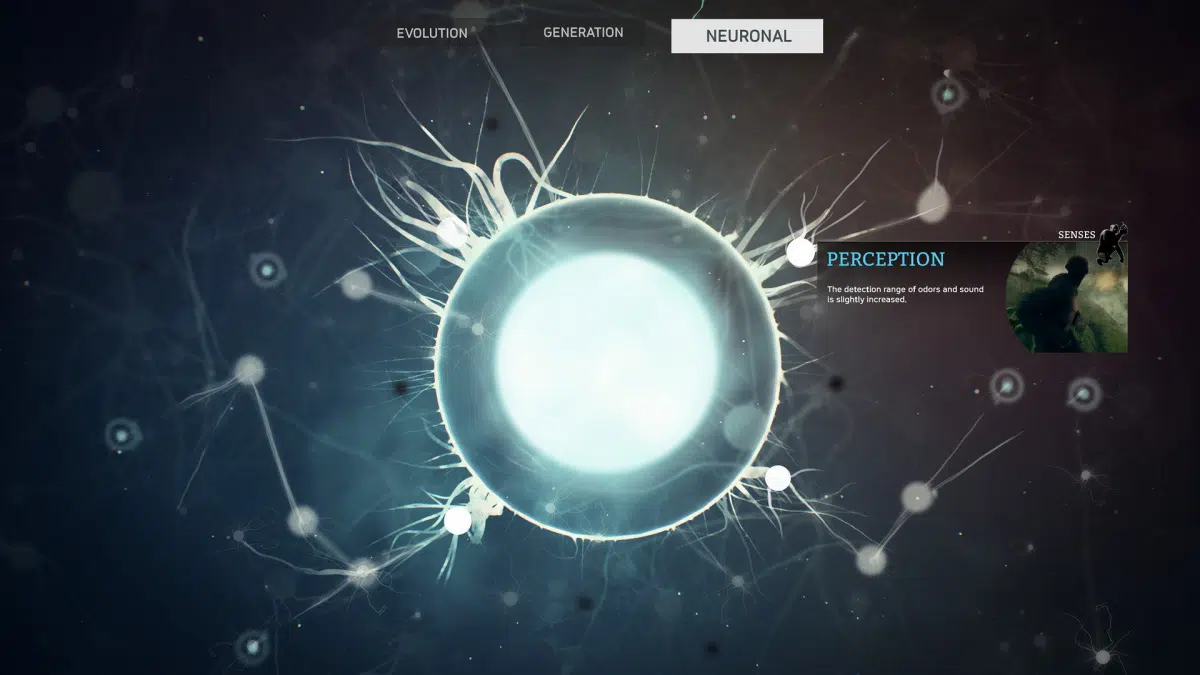 EVOLUTION
GENERATION
NEURONAL
SENSES
PERCEPTION
The detection range of odors and sound
is slightly increased.